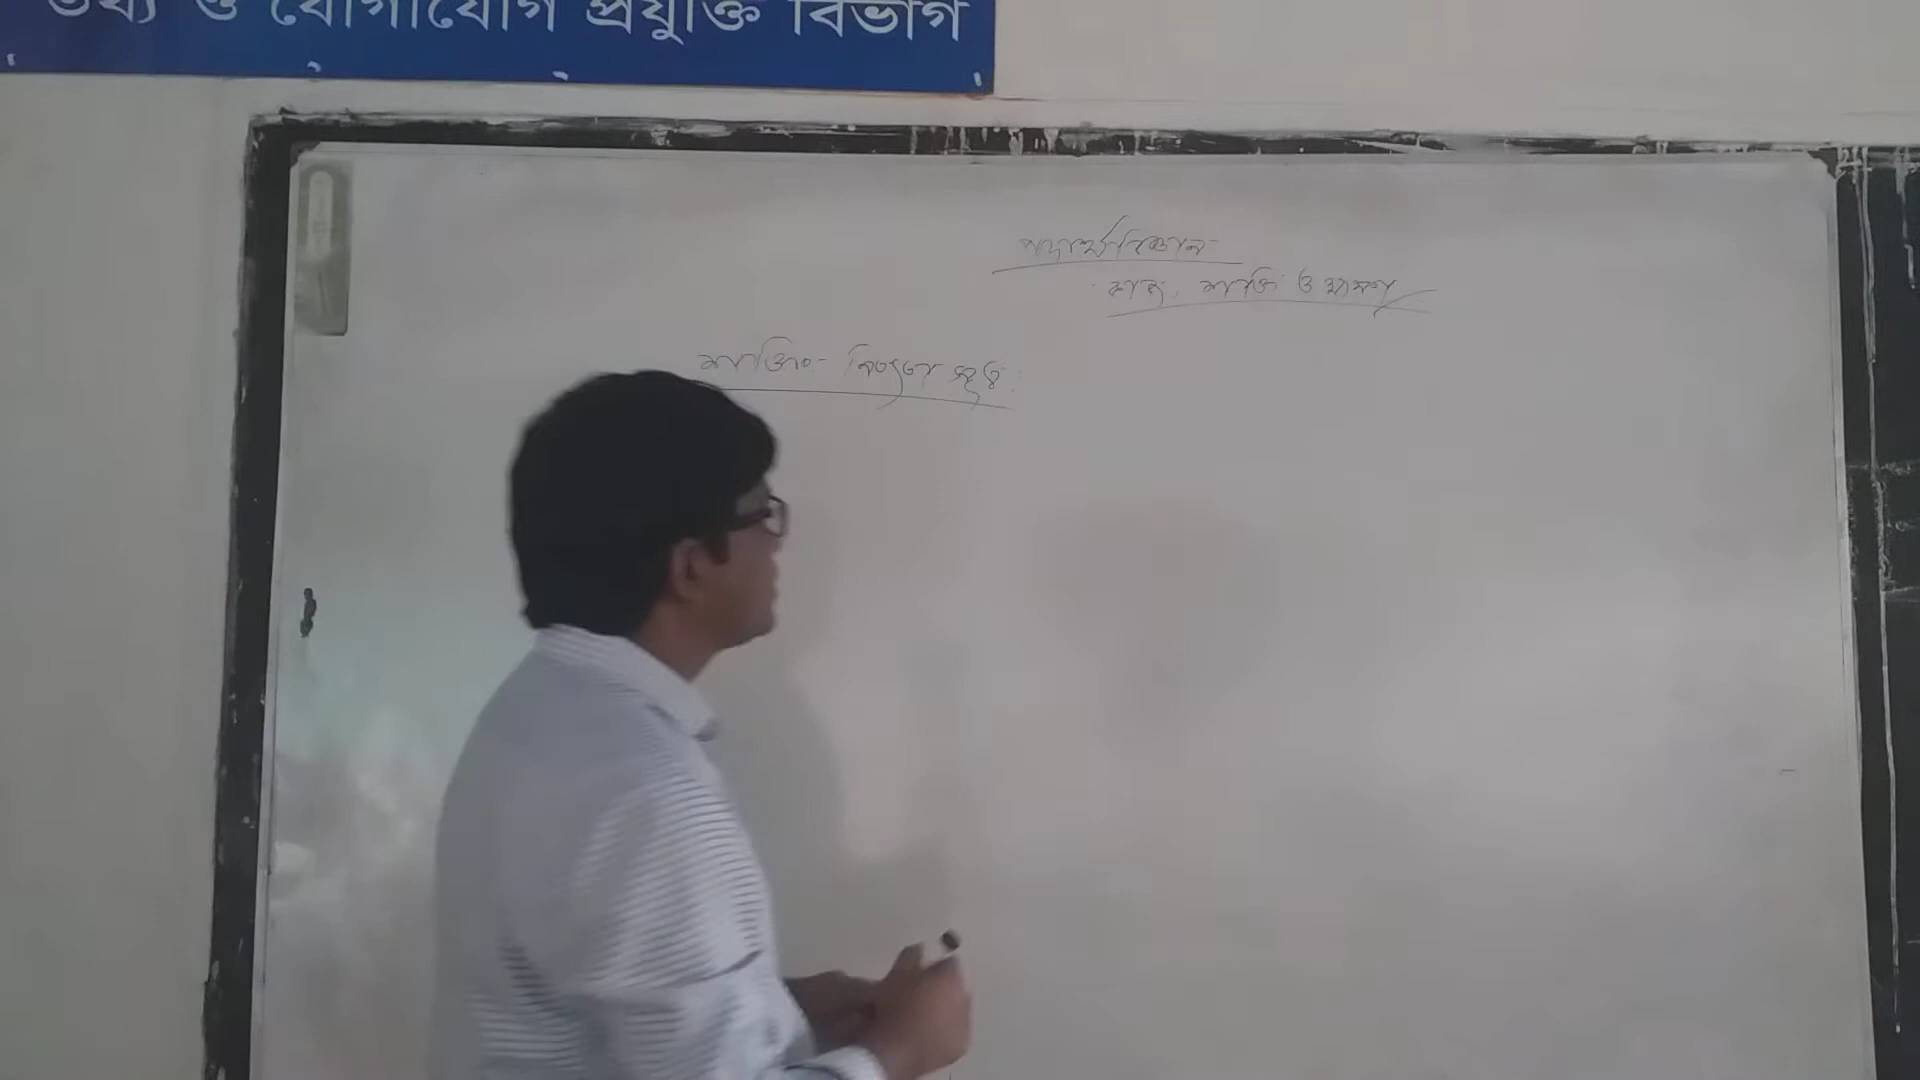 তথ্য ও যোগাযোগ প্রযুক্তি বিভাগ
পদার্থবিজ্ঞান
কাজ, শক্তি ও ক্ষমতা
শক্তির নিত্যতা সূত্র: